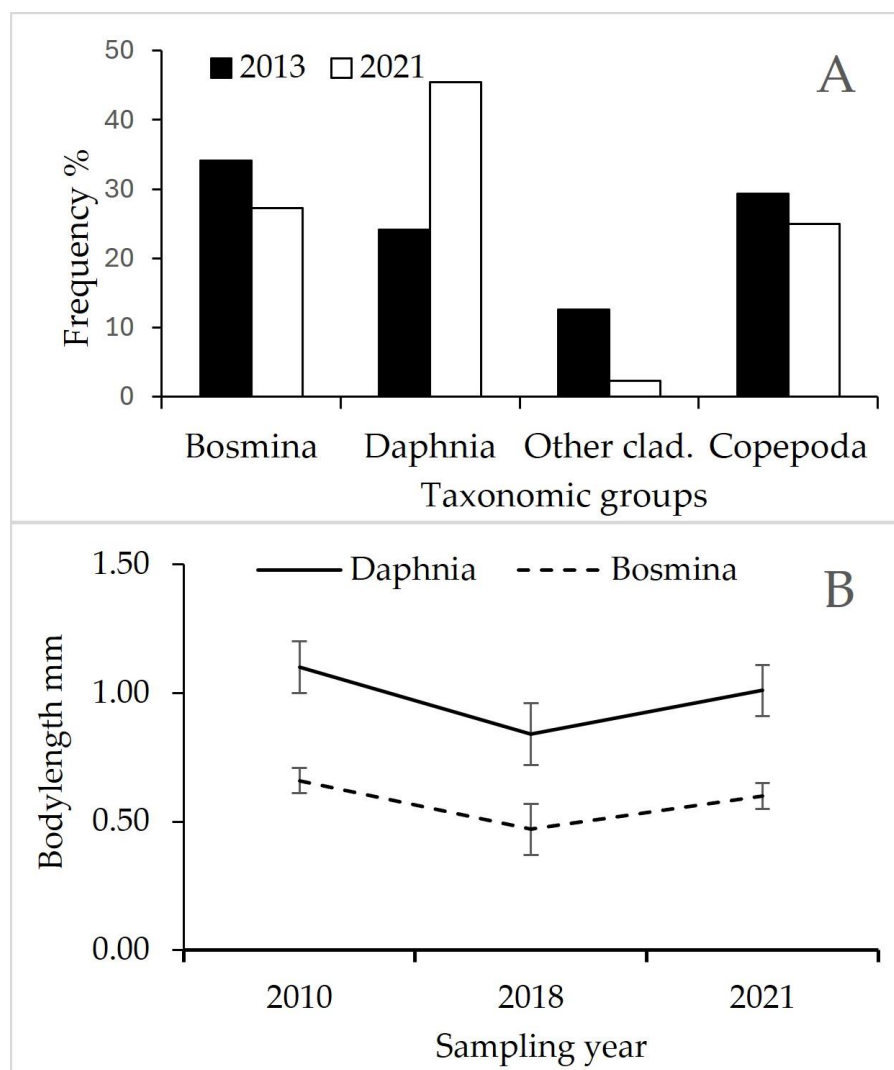 A
2013 2021
50
40
30
20
10
0
Frequency %
Bosmina Daphnia Other clad. Copepoda
Taxonomic groups
B
Daphnia Bosmina
1.50
1.00
0.50
0.00
Bodylength mm
2010 2018 2021
Sampling year